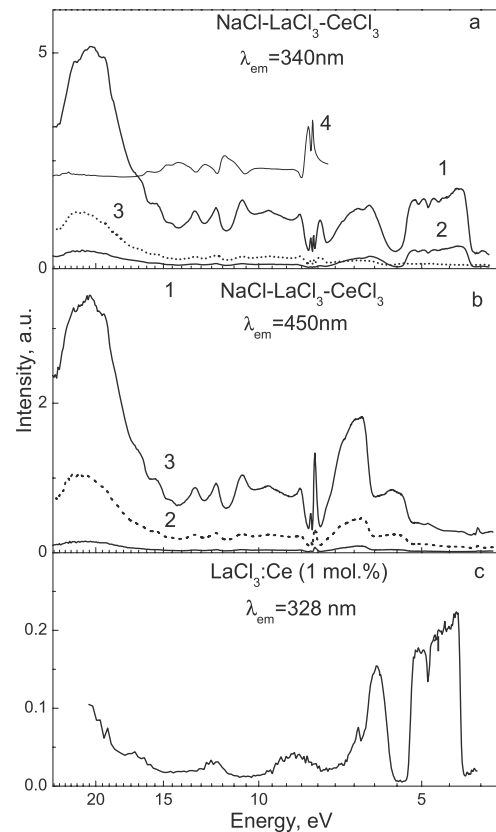 NaCl-LaCl₃-CeCl₃ a
λem=340nm
5
4
1
3
2
0
1
NaCl-LaCl₃-CeCl₃ b
λem=450nm
Intensity, a.u.
2
3
2
0
LaCl₃:Ce (1 mol.%) c
λem=328 nm
0.2
0.1
0.0
20 15 10 5
Energy, eV